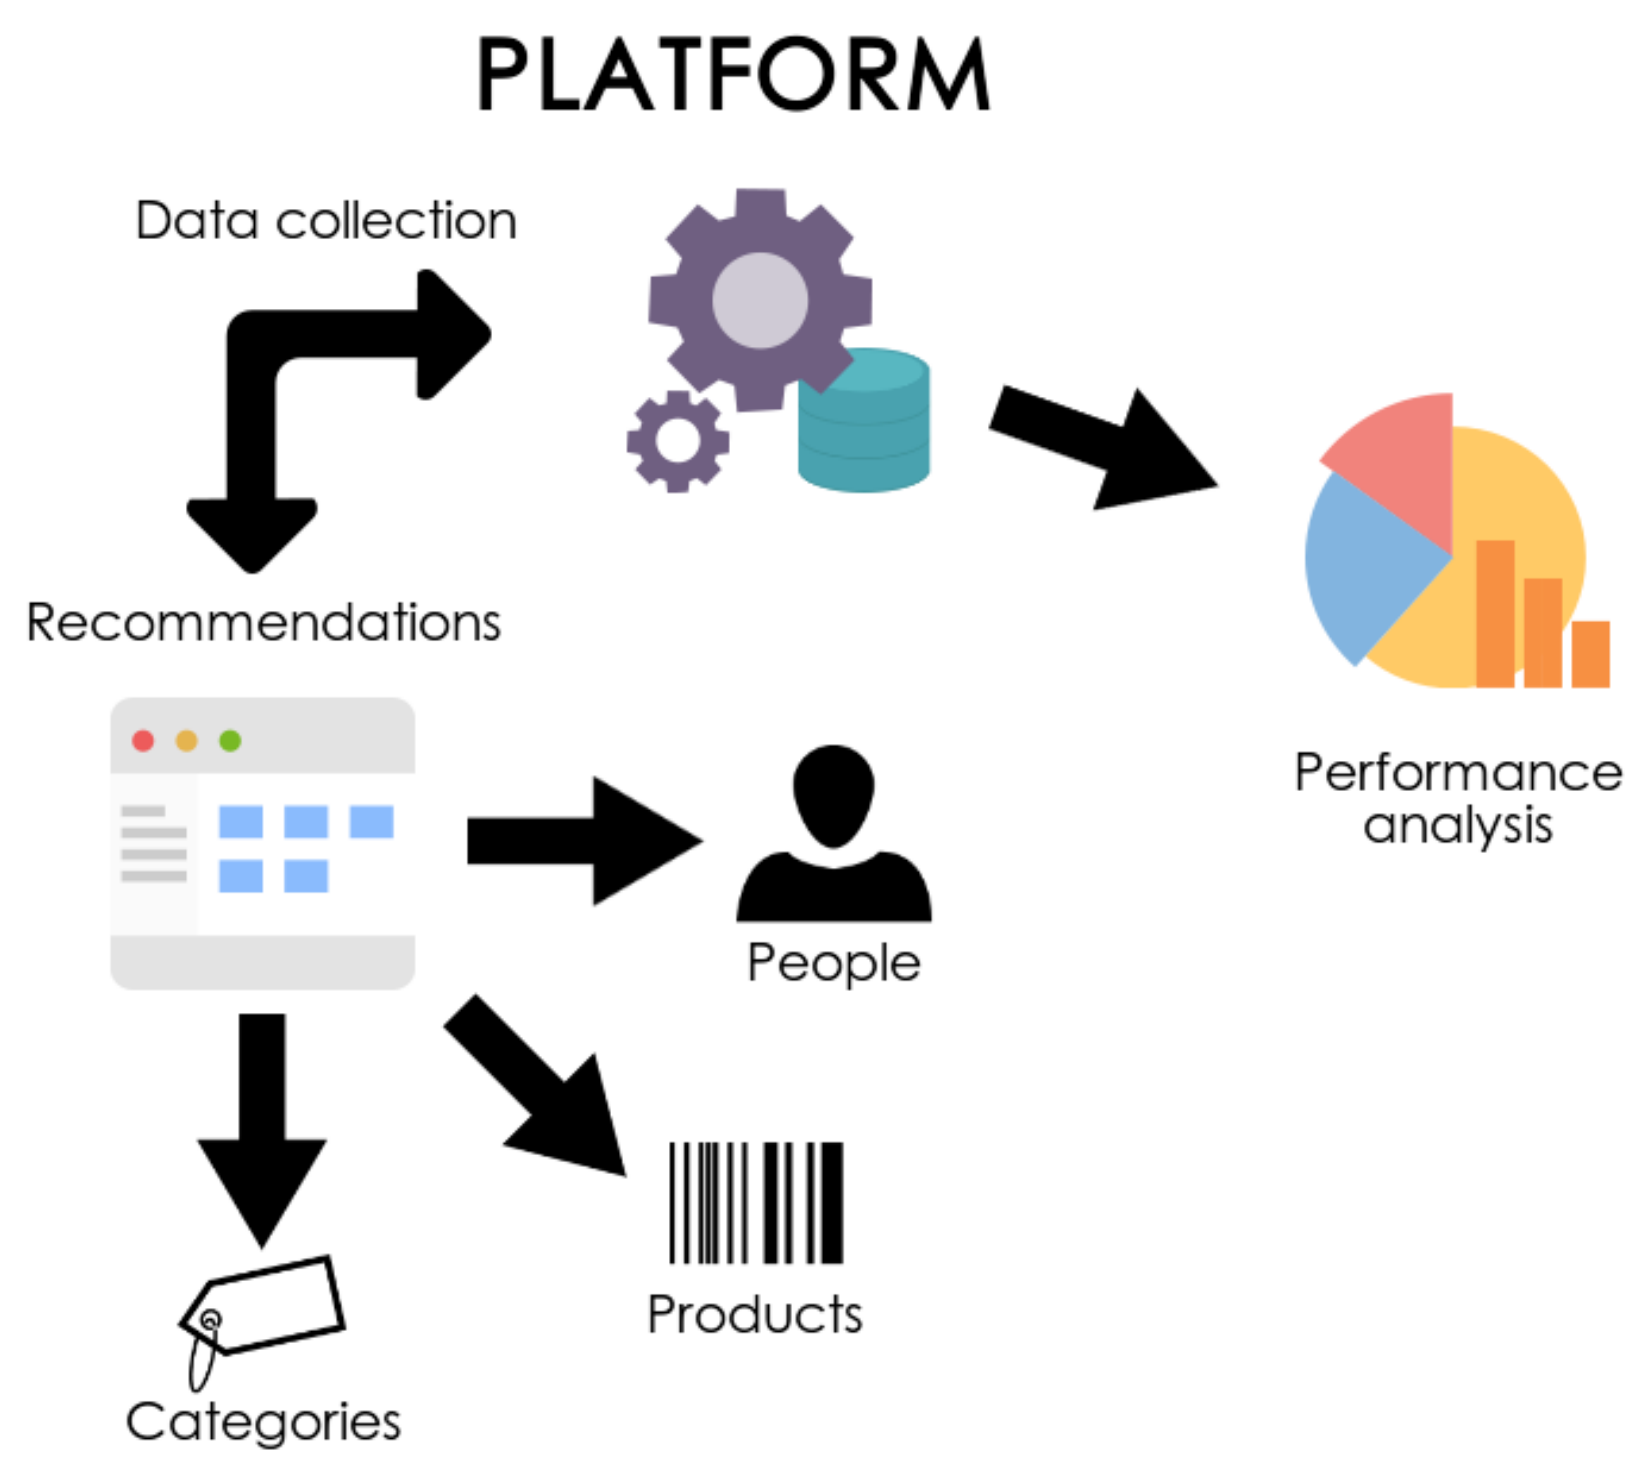 PLATFORM
Data collection
Recommendations
Performance
analysis
People
Products
Categories